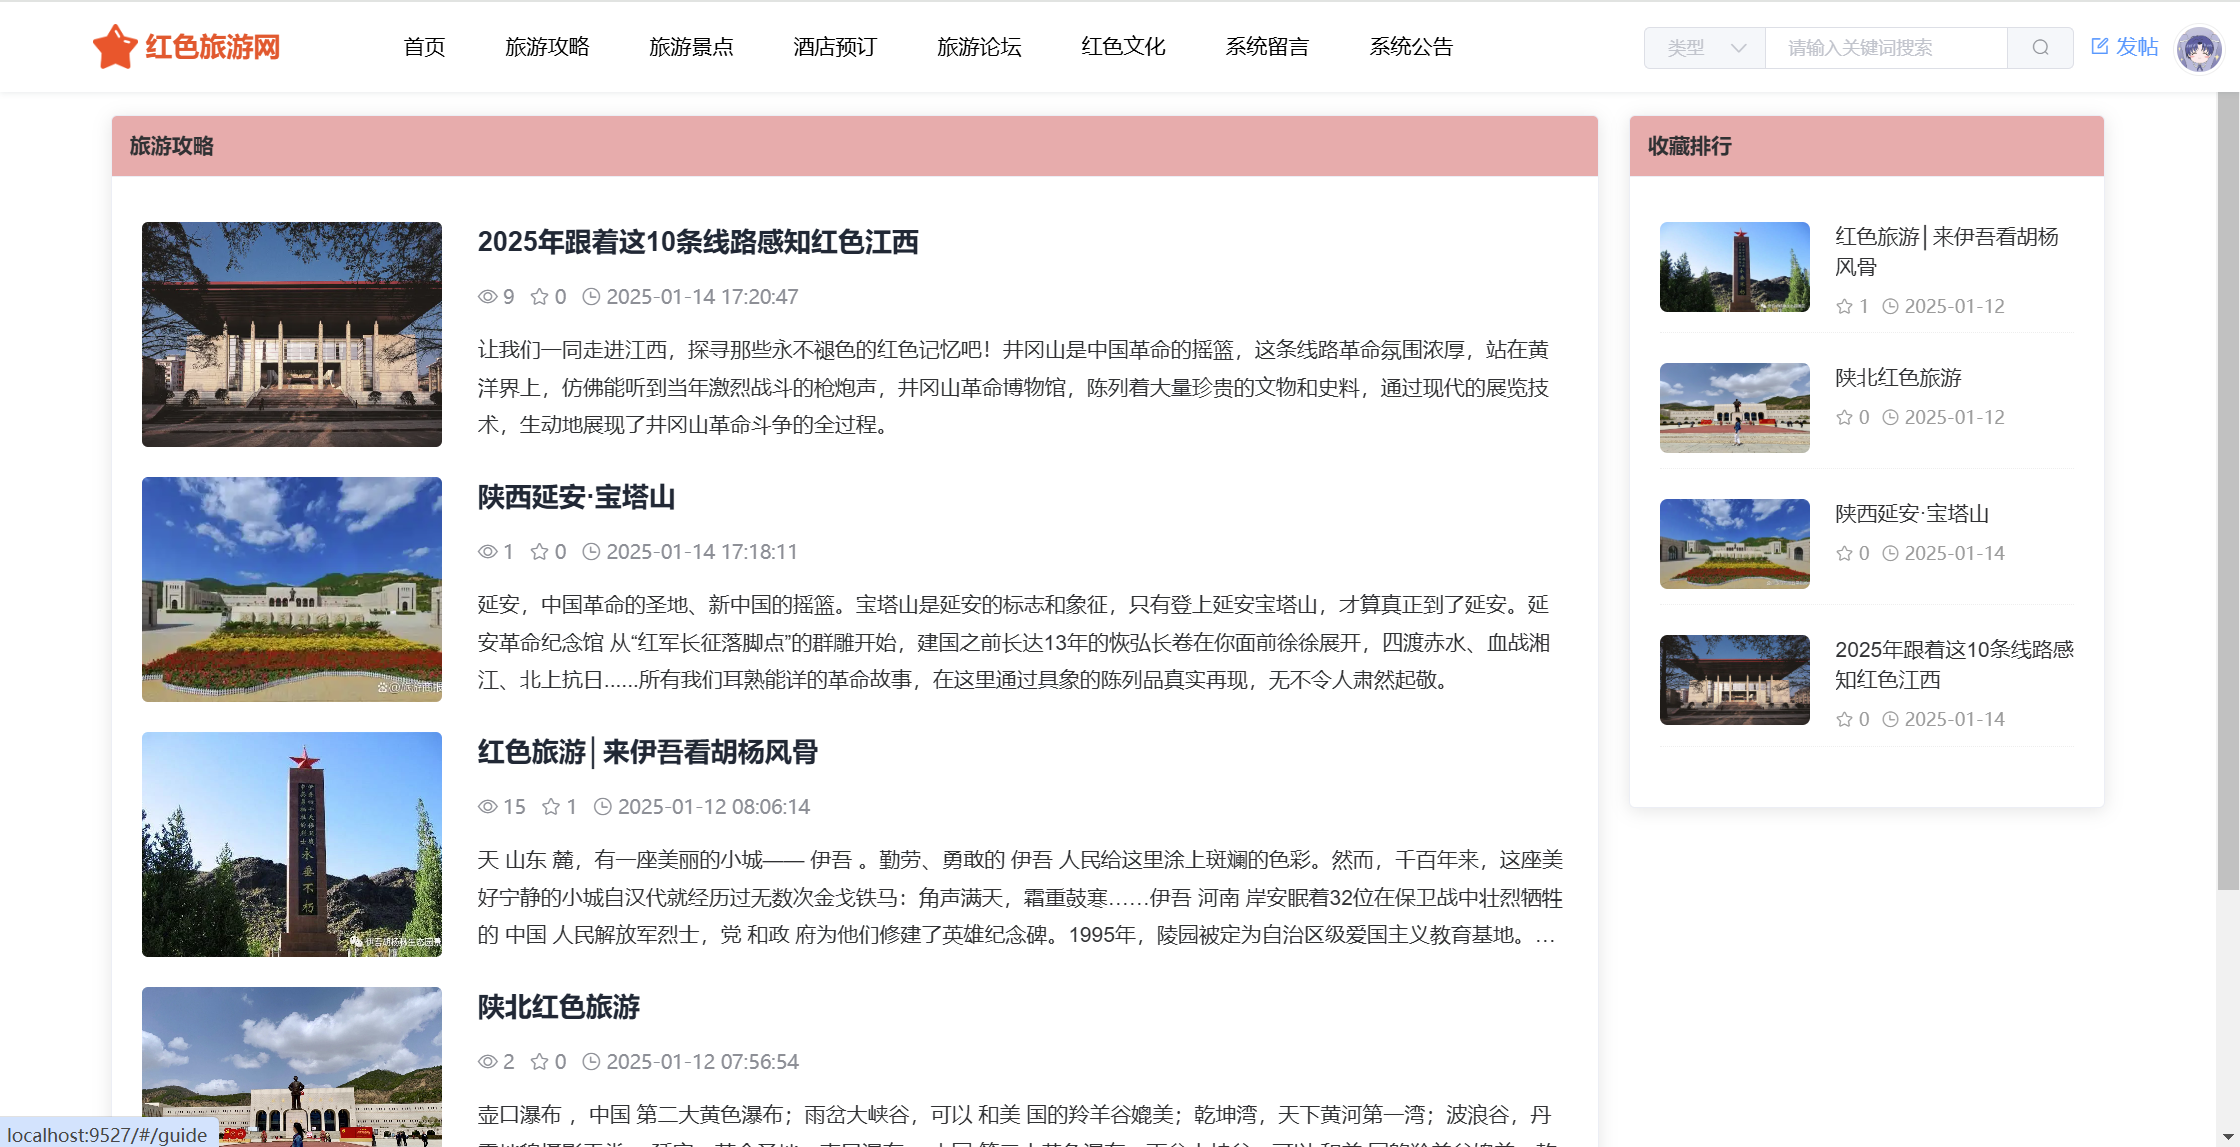 红色旅游网
首页 旅游攻略 旅游景点 酒店预订 旅游论坛 红色文化 系统留言 系统公告
类型 请输入关键词搜索 发帖
旅游攻略
2025年跟着这10条线路感知红色江西
9 0 2025-01-14 17:20:47
让我们一同走进江西，探寻那些永不褪色的红色记忆吧！井冈山是中国革命的摇篮，这条线路革命氛围浓厚，站在黄
洋界上，仿佛能听到当年激烈战斗的枪炮声，井冈山革命博物馆，陈列着大量珍贵的文物和史料，通过现代的展览技
术，生动地展现了井冈山革命斗争的全过程。
陕西延安·宝塔山
1 0 2025-01-14 17:18:11
延安，中国革命的圣地、新中国的摇篮。宝塔山是延安的标志和象征，只有登上延安宝塔山，才算真正到了延安。延
安革命纪念馆 从“红军长征落脚点”的群雕开始，建国之前长达13年的恢弘长卷在你面前徐徐展开，四渡赤水、血战湘
江、北上抗日......所有我们耳熟能详的革命故事，在这里通过具象的陈列品真实再现，无不令人肃然起敬。
@旅游商报
红色旅游│来伊吾看胡杨风骨
15 1 2025-01-12 08:06:14
天 山东 麓，有一座美丽的小城—— 伊吾 。勤劳、勇敢的 伊吾 人民给这里涂上斑斓的色彩。然而，千百年来，这座美
好宁静的小城自汉代就经历过无数次金戈铁马：角声满天，霜重鼓寒……伊吾 河南 岸安眠着32位在保卫战中壮烈牺牲
的 中国 人民解放军烈士，党 和政 府为他们修建了英雄纪念碑。1995年，陵园被定为自治区级爱国主义教育基地。…
永垂不朽
陕北红色旅游
2 0 2025-01-12 07:56:54
壶口瀑布 ，中国 第二大黄色瀑布；雨岔大峡谷，可以 和美 国的羚羊谷媲美；乾坤湾，天下黄河第一湾；波浪谷，丹
收藏排行
红色旅游│来伊吾看胡杨
风骨
1 2025-01-12
陕北红色旅游
0 2025-01-12
陕西延安·宝塔山
0 2025-01-14
2025年跟着这10条线路感
知红色江西
0 2025-01-14
localhost:9527/#/guide